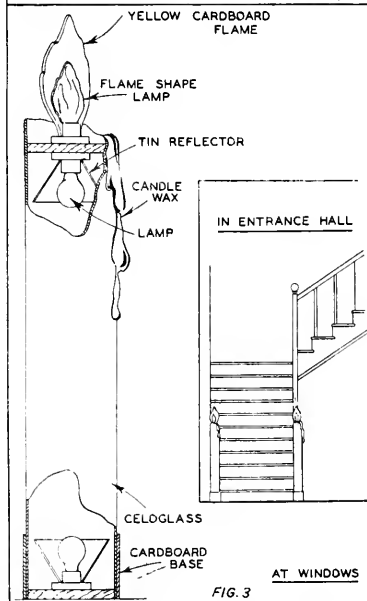 YELLOW CARDBOARD
FLAME
FLAME SHAPE
LAMP
TIN REFLECTOR
CANDLE
WAX
LAMP
IN ENTRANCE HALL
CELOGLASS
CARDBOARD
BASE
FIG. 3
AT WINDOWS